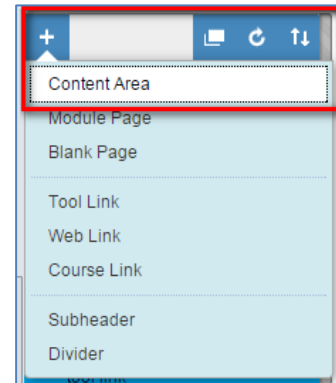 Content Area
Module Page
Blank Page
Tool Link
Web Link
Course Link
Subheader
Divider